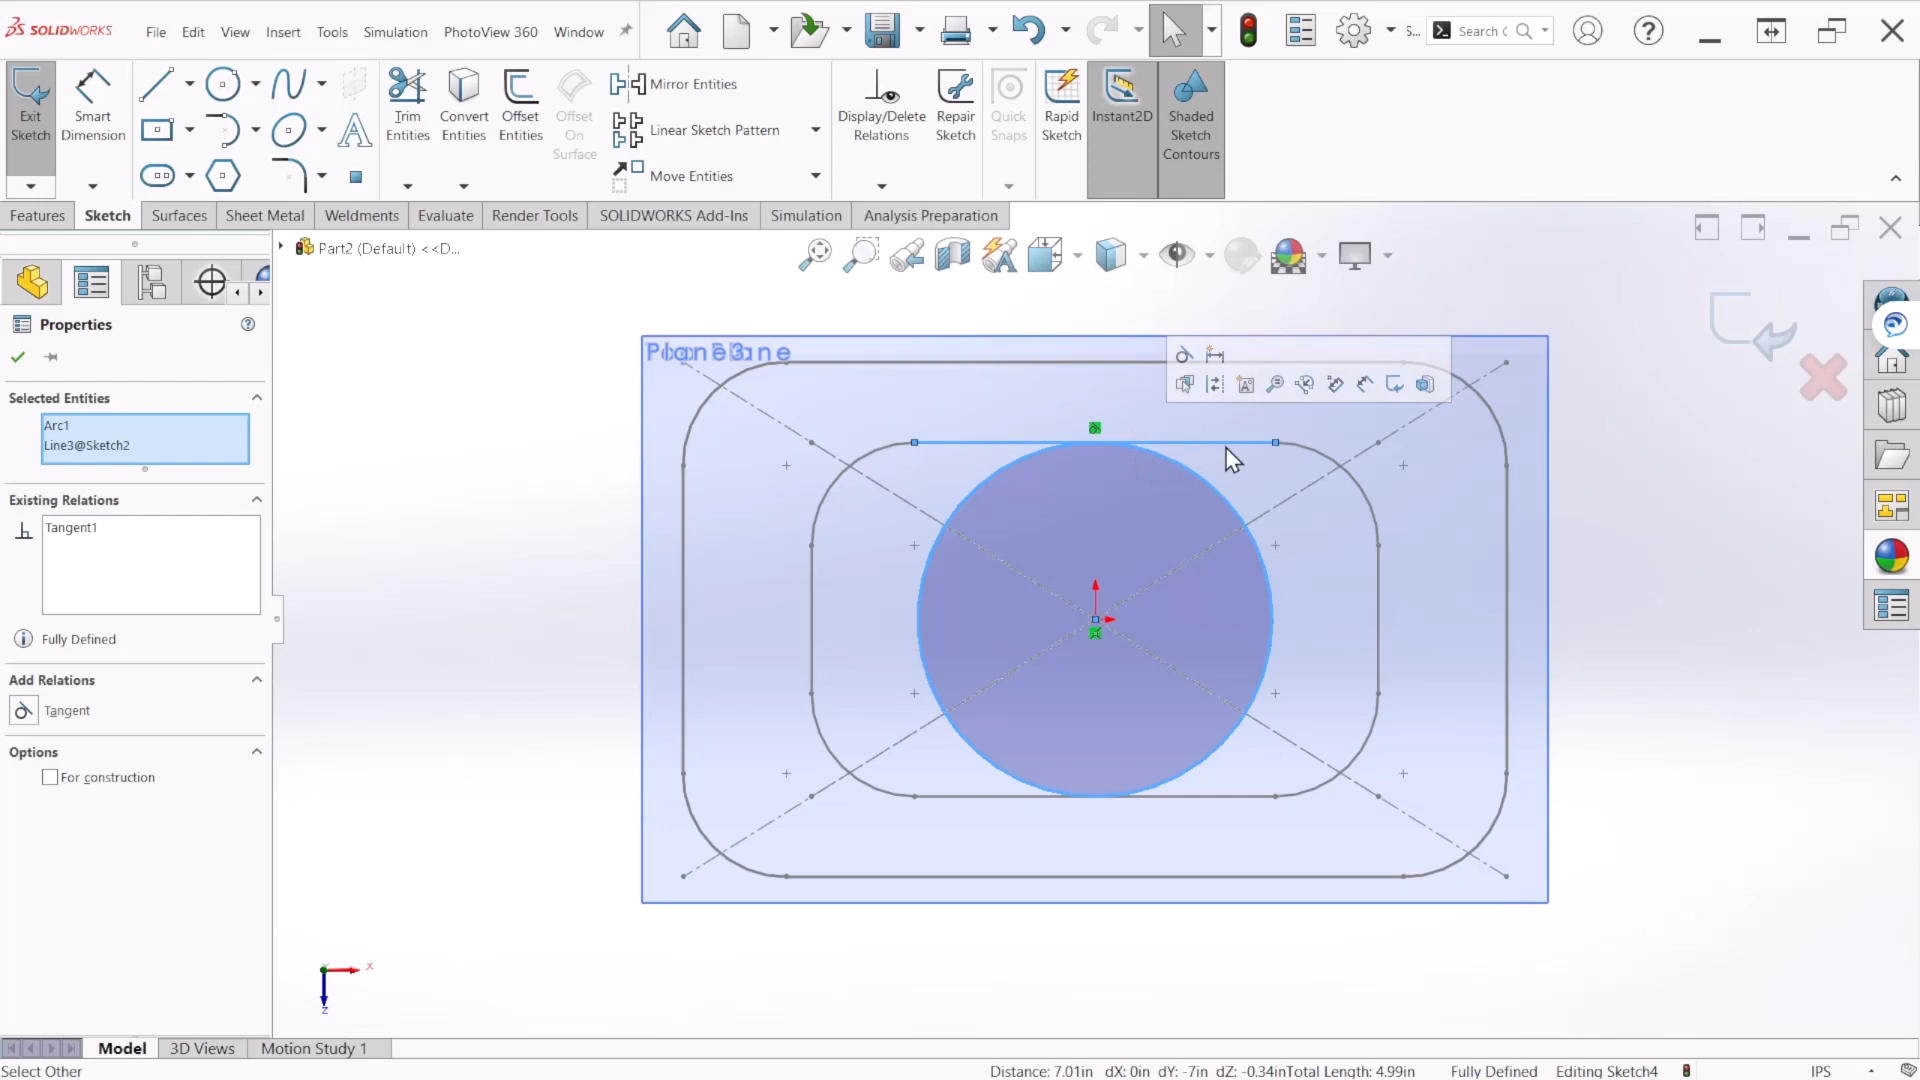 SOLIDWORKS
File Edit View Insert Tools Simulation PhotoView 360 Window
S...
Search
Exit Sketch
Smart Dimension
Trim Entities
Convert Entities
Offset Entities
Offset On Surface
Mirror Entities
Linear Sketch Pattern
Move Entities
Display/Delete Relations
Repair Sketch
Quick Snaps
Rapid Sketch
Instant2D
Shaded Sketch Contours
Features Sketch Surfaces Sheet Metal Weldments Evaluate Render Tools SOLIDWORKS Add-Ins Simulation Analysis Preparation
Part2 (Default) <<D...
Properties
Selected Entities
Arc1
Line3@Sketch2
Existing Relations
Tangent1
Fully Defined
Add Relations
Tangent
Options
For construction
x
z
Model 3D Views Motion Study 1
Select Other
Distance: 7.01in dX: 0in dY: -7in dZ: -0.34inTotal Length: 4.99in Fully Defined Editing Sketch4 IPS